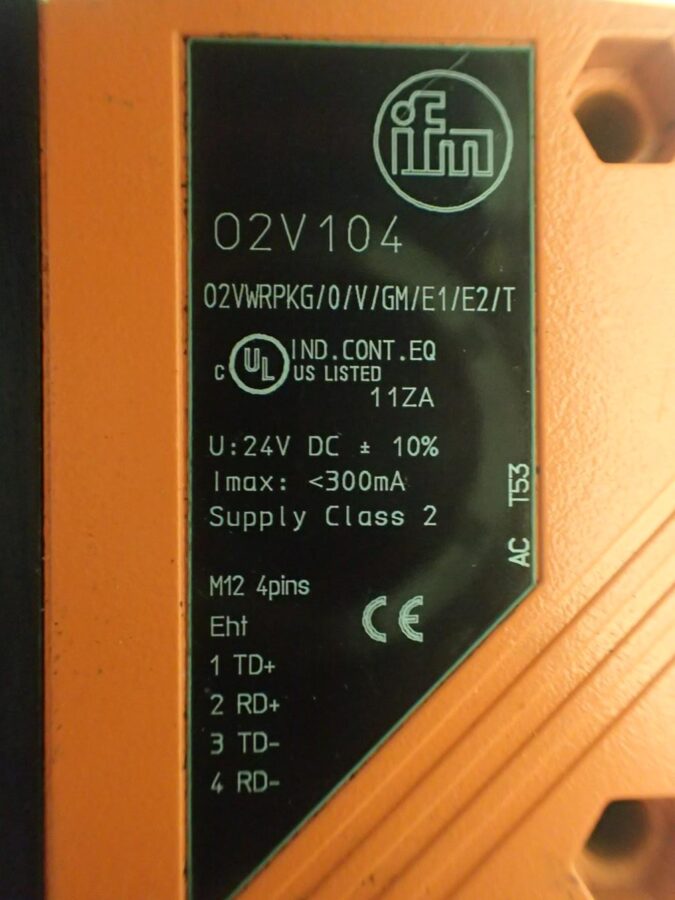 ifm
O2V104
O2VWRPKG/0/V/GM/E1/E2/T
c UL IND.CONT.EQ
US LISTED
11ZA
U:24V DC ± 10%
Imax: <300mA
Supply Class 2
AC T53
M12 4pins
Eht
CE
1 TD+
2 RD+
3 TD-
4 RD-